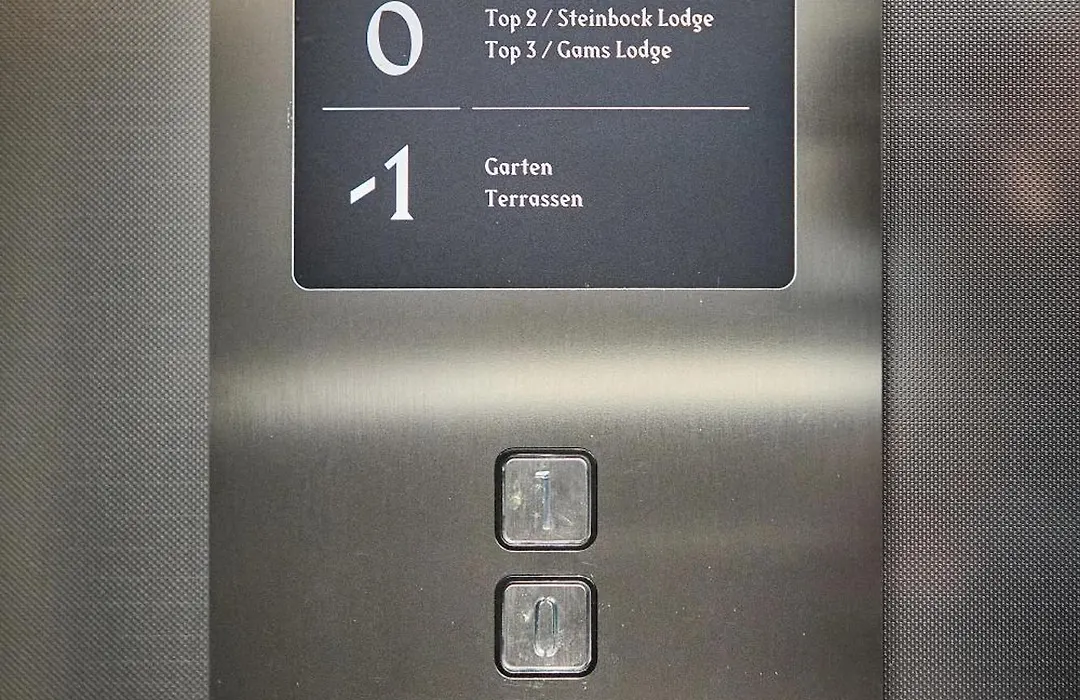 0
Top 2 / Steinbock Lodge
Top 3 / Gams Lodge
-1
Garten
Terrassen
1
0